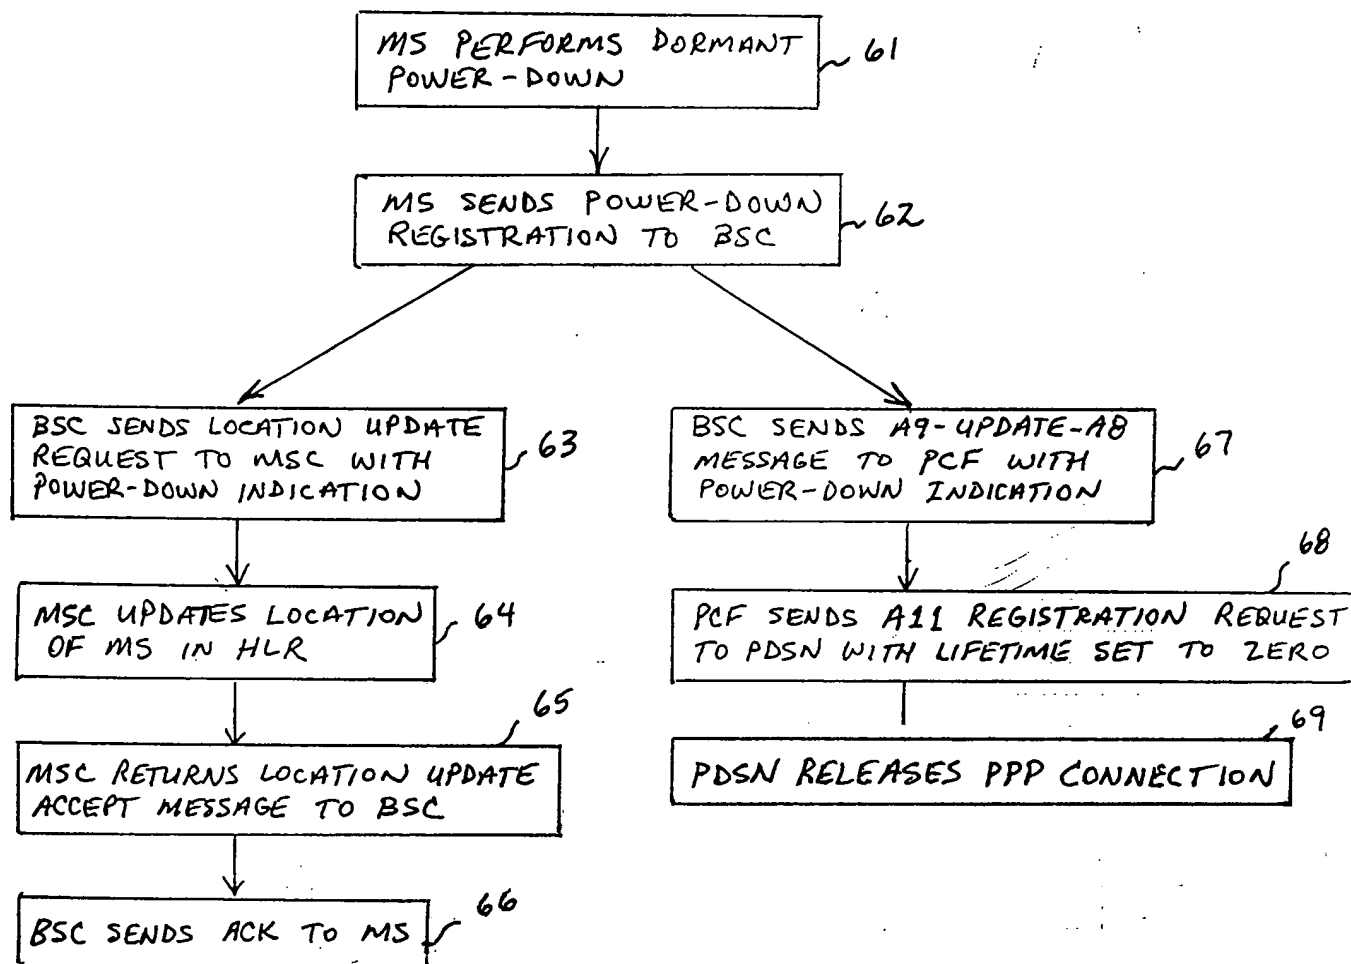 MS PERFORMS DORMANT
POWER-DOWN
61
MS SENDS POWER-DOWN
REGISTRATION TO BSC
62
BSC SENDS LOCATION UPDATE
REQUEST TO MSC WITH
POWER-DOWN INDICATION
63
MSC UPDATES LOCATION
OF MS IN HLR
64
65
MSC RETURNS LOCATION UPDATE
ACCEPT MESSAGE TO BSC
BSC SENDS ACK TO MS
66
BSC SENDS A9-UPDATE-A8
MESSAGE TO PCF WITH
POWER-DOWN INDICATION
67
68
PCF SENDS A11 REGISTRATION REQUEST
TO PDSN WITH LIFETIME SET TO ZERO
69
PDSN RELEASES PPP CONNECTION